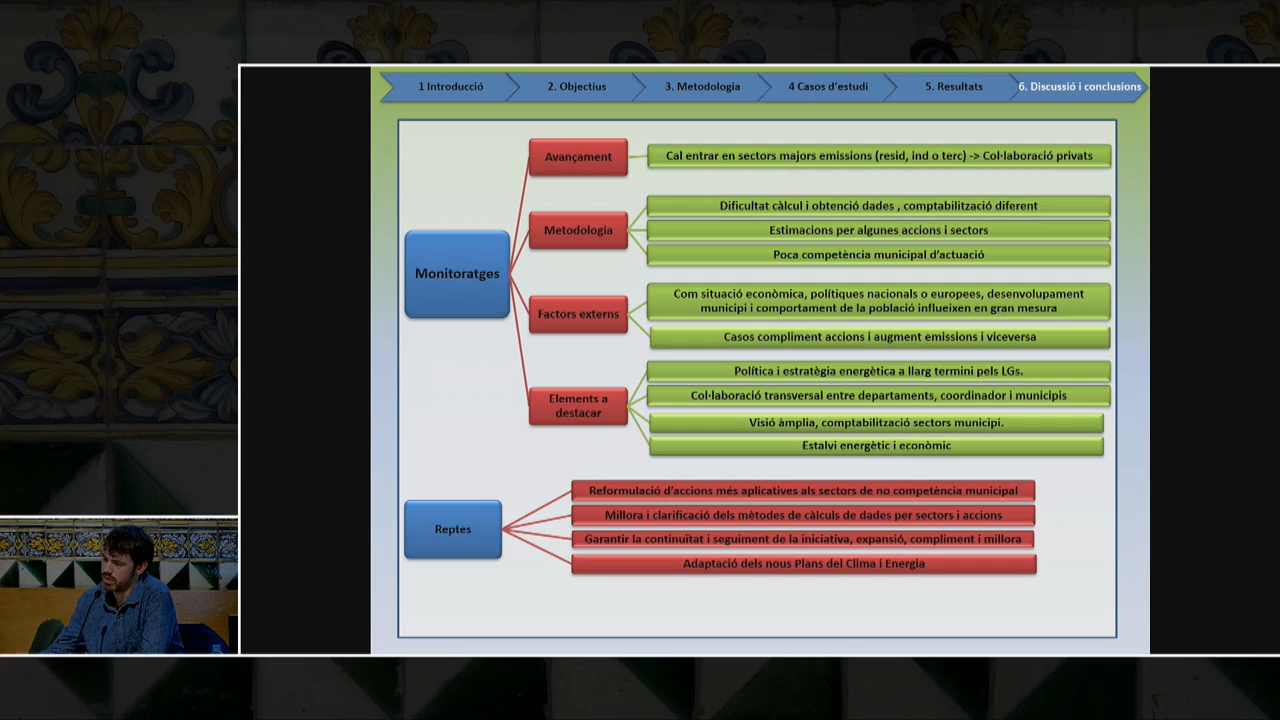 1 Introducció
2. Objectius
3. Metodologia
4 Casos d'estudi
5. Resultats
6. Discussió i conclusions
Monitoratges
Avançament
Cal entrar en sectors majors emissions (resid, ind o terc) -> Col·laboració privats
Metodologia
Dificultat càlcul i obtenció dades , comptabilització diferent
Estimacions per algunes accions i sectors
Poca competència municipal d'actuació
Factors externs
Com situació econòmica, polítiques nacionals o europees, desenvolupament
municipi i comportament de la població influeixen en gran mesura
Casos compliment accions i augment emissions i viceversa
Elements a
destacar
Política i estratègia energètica a llarg termini pels LGs.
Col·laboració transversal entre departaments, coordinador i municipis
Visió àmplia, comptabilització sectors municipi.
Estalvi energètic i econòmic
Reptes
Reformulació d'accions més aplicatives als sectors de no competència municipal
Millora i clarificació dels mètodes de càlculs de dades per sectors i accions
Garantir la continuïtat i seguiment de la iniciativa, expansió, compliment i millora
Adaptació dels nous Plans del Clima i Energia